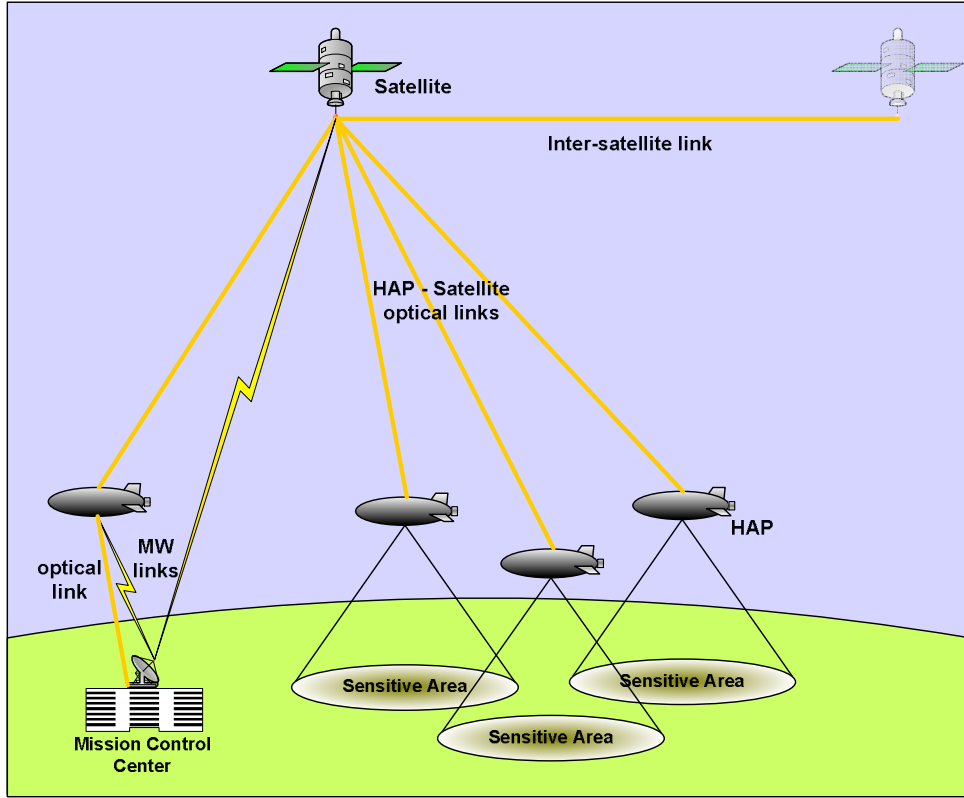 Satellite
Inter-satellite link
HAP - Satellite
optical links
HAP
MW
links
optical
link
Sensitive Area
Sensitive Area
Sensitive Area
Mission Control
Center